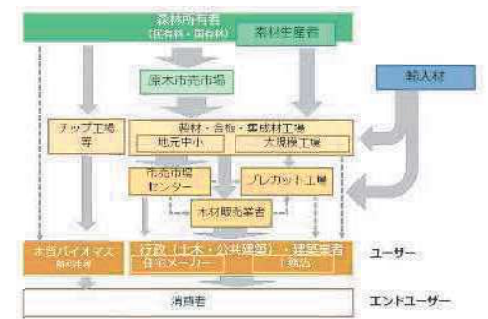 森林所有者
(民有林・国有林)
素材生産者
原木市売市場
輸入材
チップ工場
等
製材・合板・集成材工場
地元中小
大規模工場
市売市場
センター
プレカット工場
木材販売業者
木当バイオマス
行政(土木・公共建築)・建築業者
住宅メーカー
工務店
ユーザー
消費者
エンドユーザー